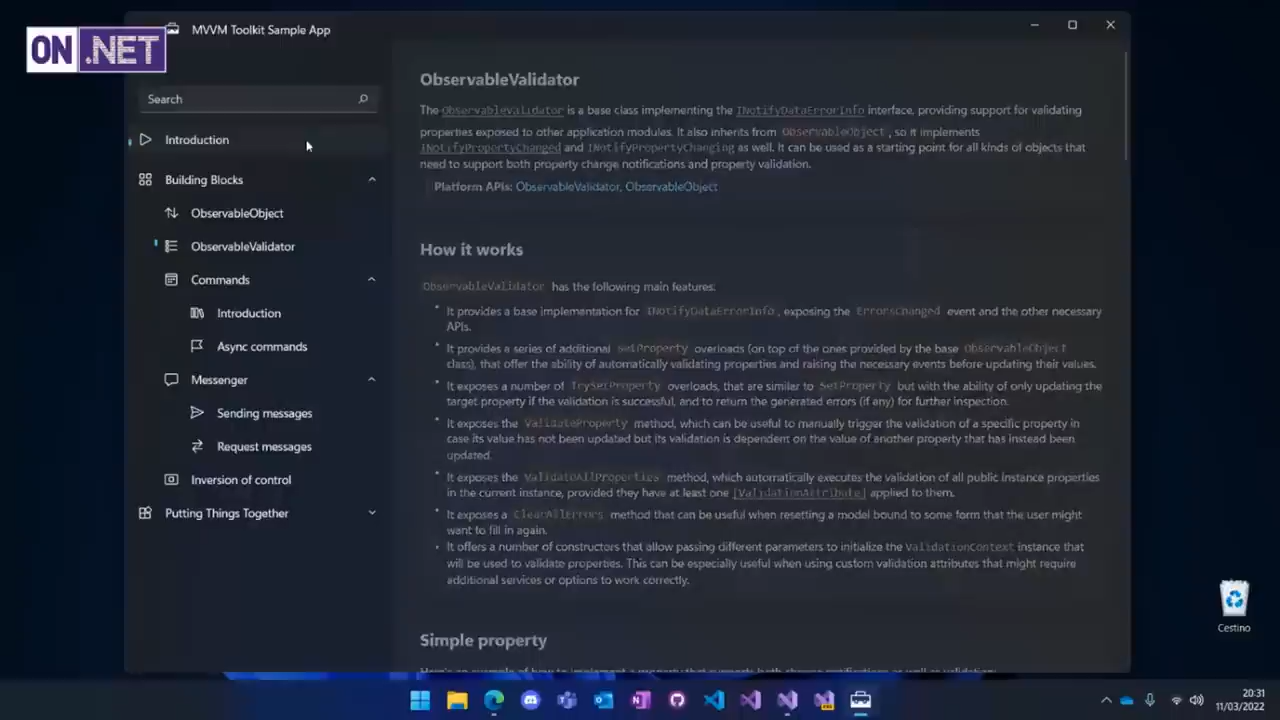 ON .NET
MVVM Toolkit Sample App
Search
Introduction
Building Blocks
ObservableObject
ObservableValidator
Commands
Introduction
Async commands
Messenger
Sending messages
Request messages
Inversion of control
Putting Things Together
ObservableValidator
The ObservableValidator is a base class implementing the INotifyDataErrorInfo interface, providing support for validating
properties exposed to other application modules. It also inherits from ObservableObject, so it implements
INotifyPropertyChanged and INotifyPropertyChanging as well. It can be used as a starting point for all kinds of objects that
need to support both property change notifications and property validation.
Platform APIs: ObservableValidator, ObservableObject
How it works
ObservableValidator has the following main features:
• It provides a base implementation for INotifyDataErrorInfo, exposing the ErrorsChanged event and the other necessary
APIs.
• It provides a series of additional SetProperty overloads (on top of the ones provided by the base ObservableObject
class), that offer the ability of automatically validating properties and raising the necessary events before updating their values.
• It exposes a number of TrySetProperty overloads, that are similar to SetProperty but with the ability of only updating the
target property if the validation is successful, and to return the generated errors (if any) for further inspection.
• It exposes the ValidateProperty method, which can be useful to manually trigger the validation of a specific property in
case its value has not been updated but its validation is dependent on the value of another property that has instead been
updated.
• It exposes the ValidateAllProperties method, which automatically executes the validation of all public instance properties
in the current instance, provided they have at least one [ValidationAttribute] applied to them.
• It exposes a ClearAllErrors method that can be useful when resetting a model bound to some form that the user might
want to fill in again.
• It offers a number of constructors that allow passing different parameters to initialize the ValidationContext instance that
will be used to validate properties. This can be especially useful when using custom validation attributes that might require
additional services or options to work correctly.
Simple property
Here's an example of how to implement a property that supports both change notifications as well as validation:
Cestino
20:31
11/03/2022